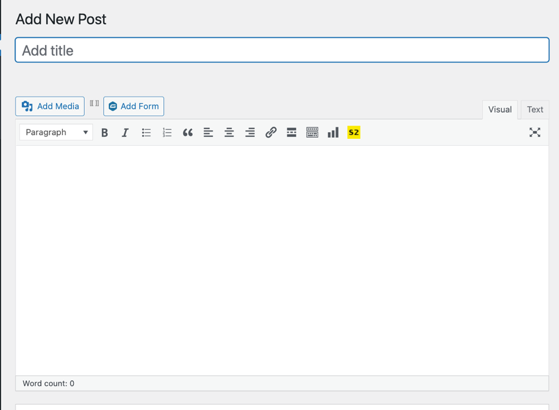 Add New Post
Add title
Add Media
Add Form
Visual
Text
Paragraph
B I
S2
Word count: 0